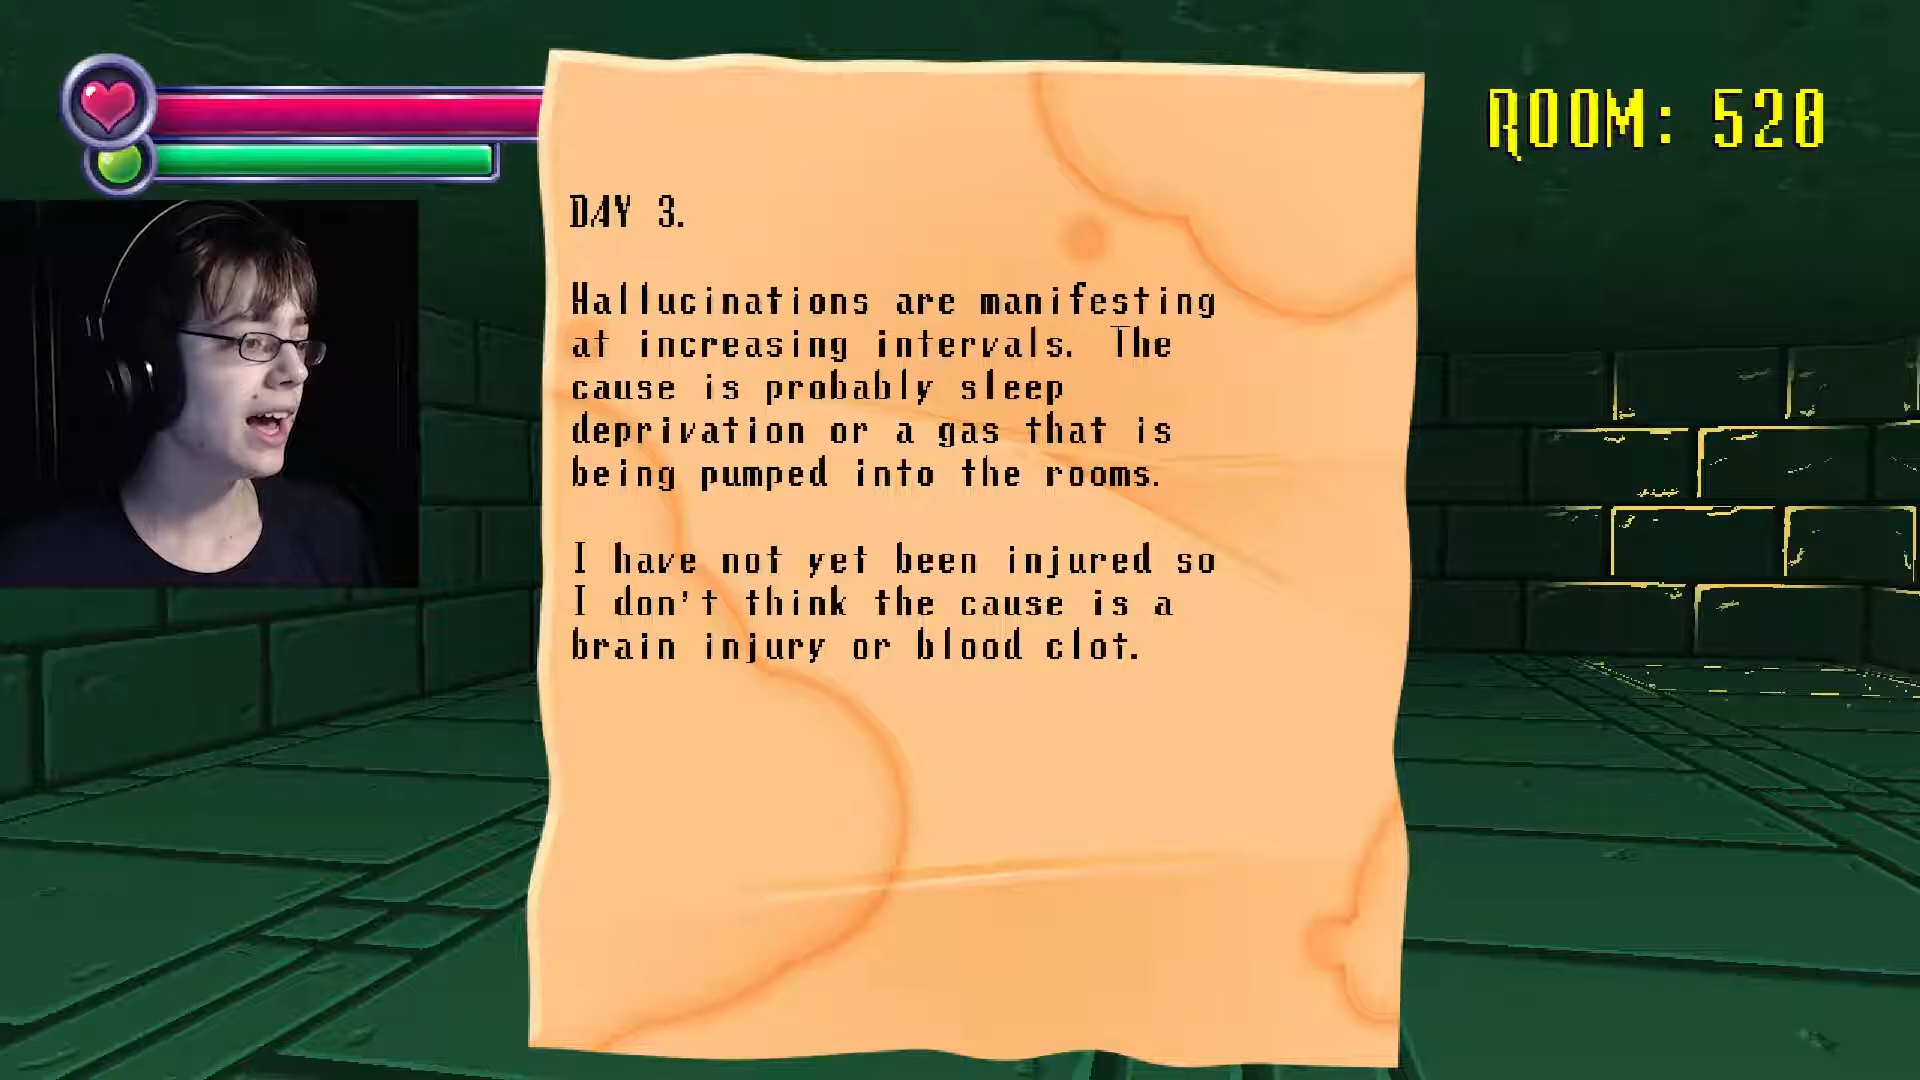 ROOM: 520
DAY 3.
Hallucinations are manifesting
at increasing intervals. The
cause is probably sleep
deprivation or a gas that is
being pumped into the rooms.
I have not yet been injured so
I don't think the cause is a
brain injury or blood clot.